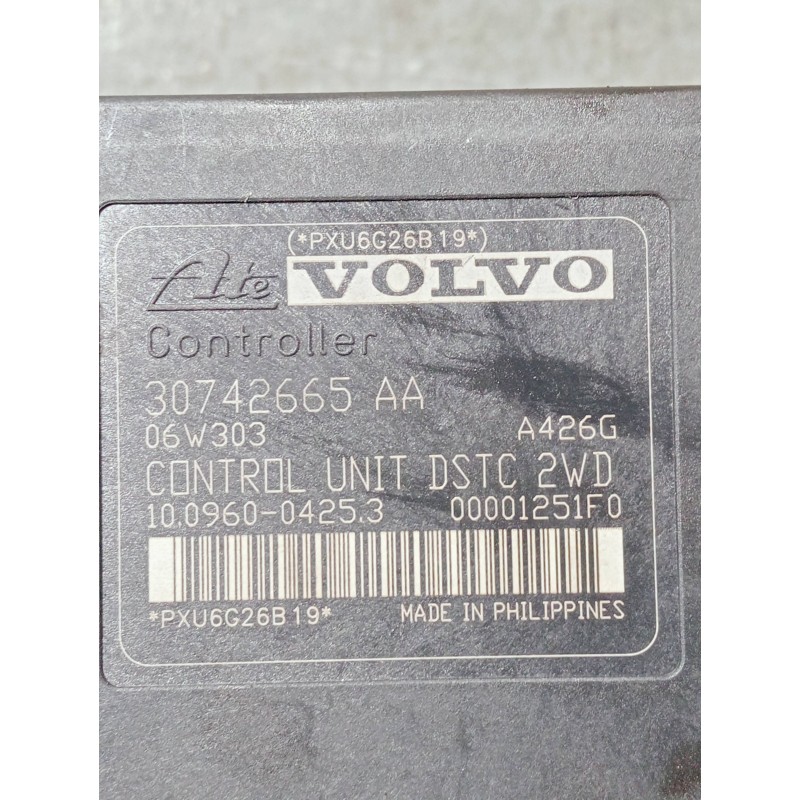 (*PXU6G26B19*)
Ate VOLVO
Controller
30742665 AA
06W303 A426G
CONTROL UNIT DSTC 2WD
10.0960-0425.3 00001251F0
*PXU6G26B19* MADE IN PHILIPPINES